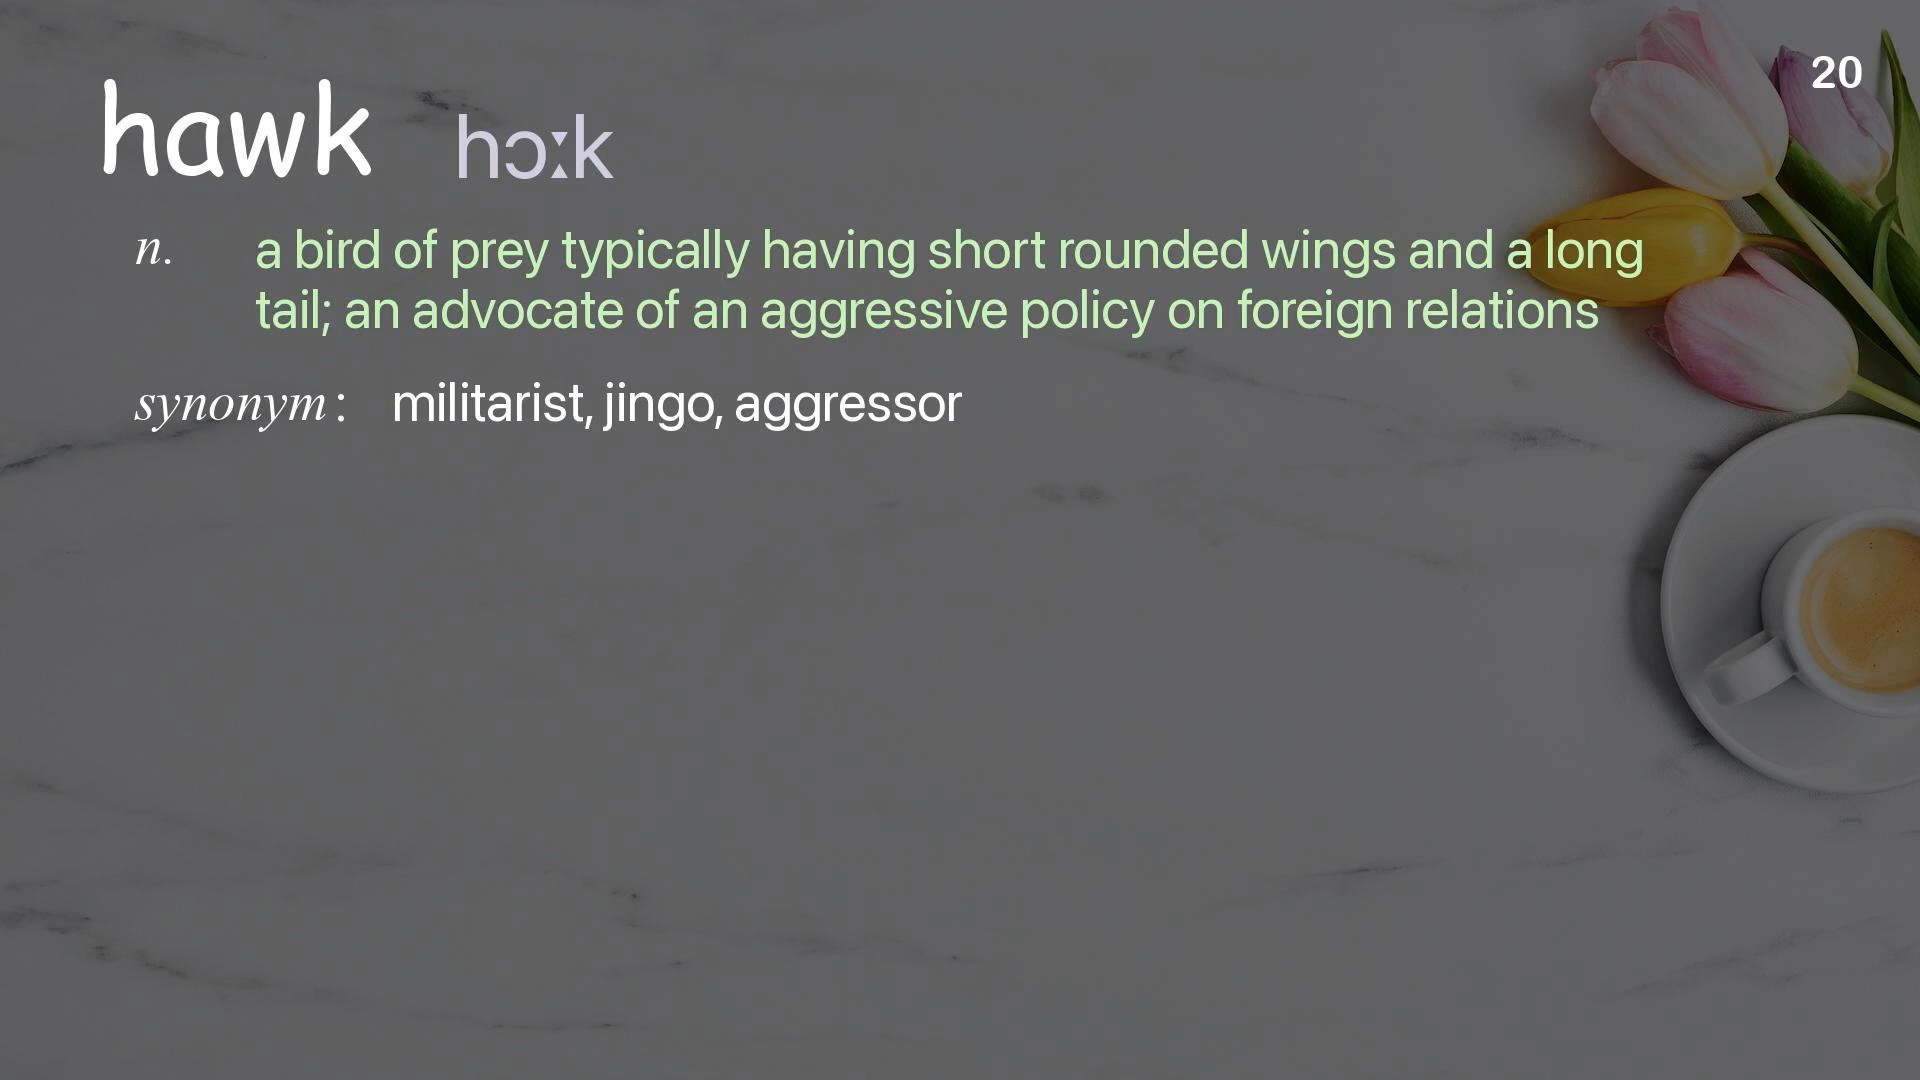 20
hawk hɔːk
n. a bird of prey typically having short rounded wings and a long
tail; an advocate of an aggressive policy on foreign relations
synonym: militarist, jingo, aggressor